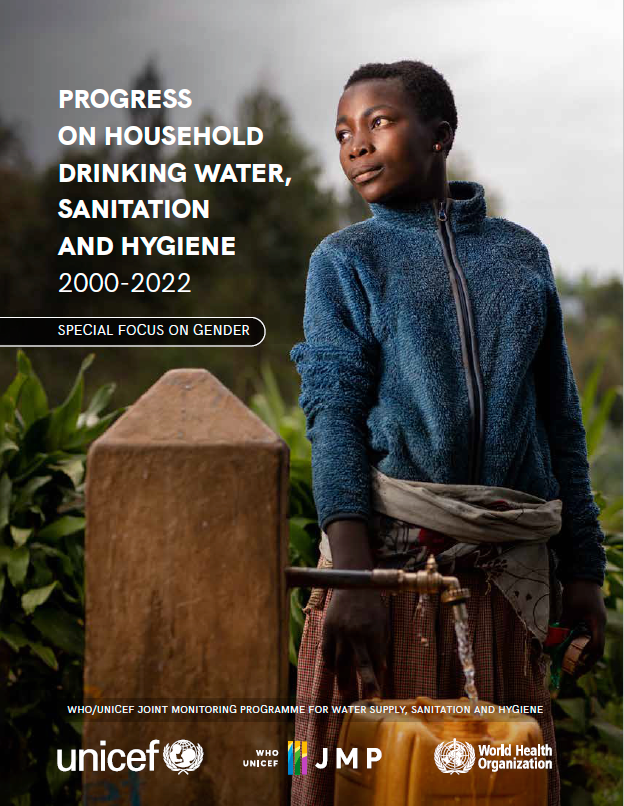 PROGRESS
ON HOUSEHOLD
DRINKING WATER,
SANITATION
AND HYGIENE
2000-2022
SPECIAL FOCUS ON GENDER
WHO/UNICEF JOINT MONITORING PROGRAMME FOR WATER SUPPLY, SANITATION AND HYGIENE
unicef
WHO
UNICEF
JMP
World Health
Organization